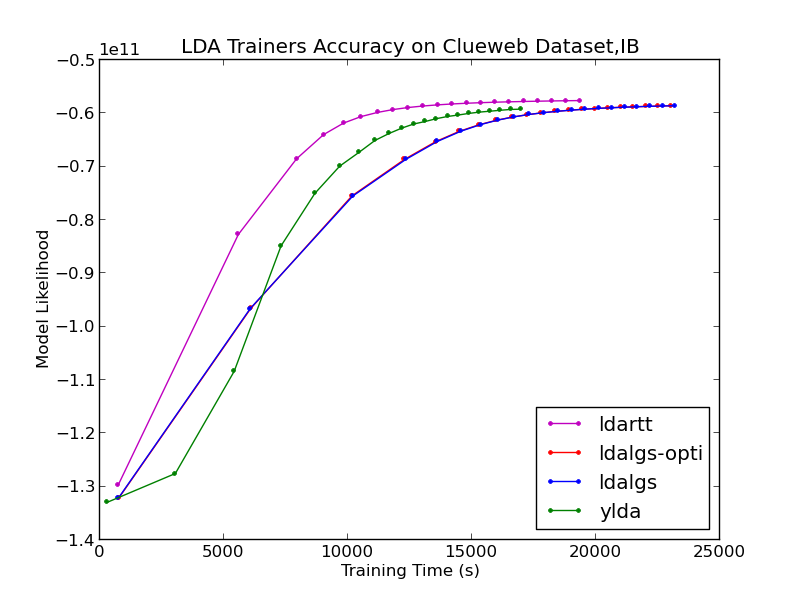 LDA Trainers Accuracy on Clueweb Dataset,IB
1e11
−0.5
−0.6
−0.7
−0.8
−0.9
−1.0
−1.1
−1.2
−1.3
−1.4
Model Likelihood
ldartt
ldalgs-opti
ldalgs
ylda
0 5000 10000 15000 20000 25000
Training Time (s)